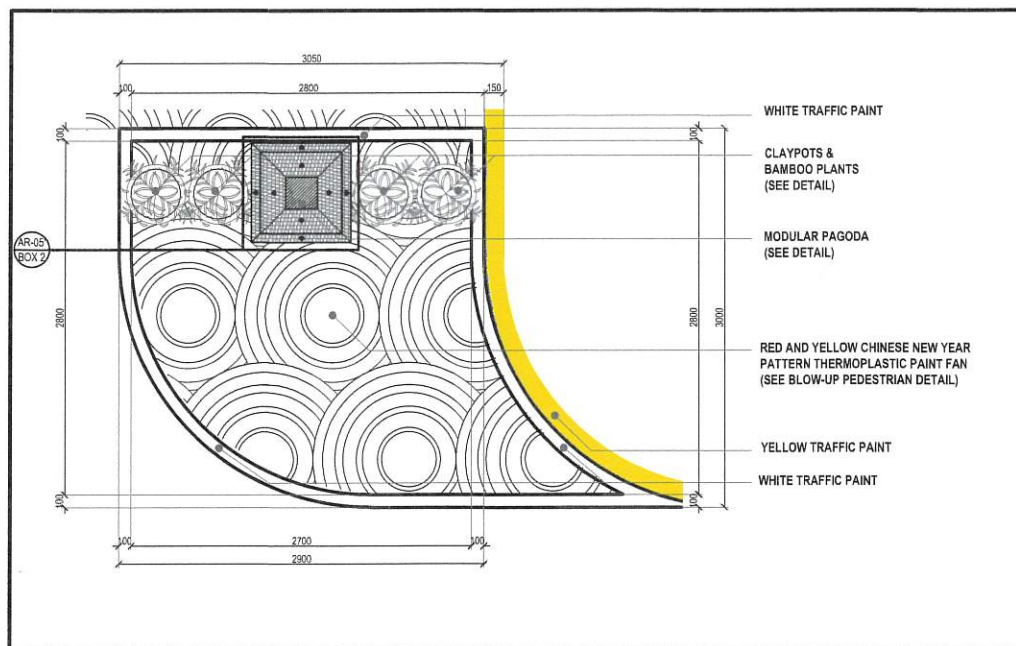 3050
100
2800
150
WHITE TRAFFIC PAINT
100
100
CLAYPOTS &
BAMBOO PLANTS
(SEE DETAIL)
AR-05
BOX 2
MODULAR PAGODA
(SEE DETAIL)
2800
2800
3000
RED AND YELLOW CHINESE NEW YEAR
PATTERN THERMOPLASTIC PAINT FAN
(SEE BLOW-UP PEDESTRIAN DETAIL)
YELLOW TRAFFIC PAINT
WHITE TRAFFIC PAINT
100
100
100
2700
100
2900